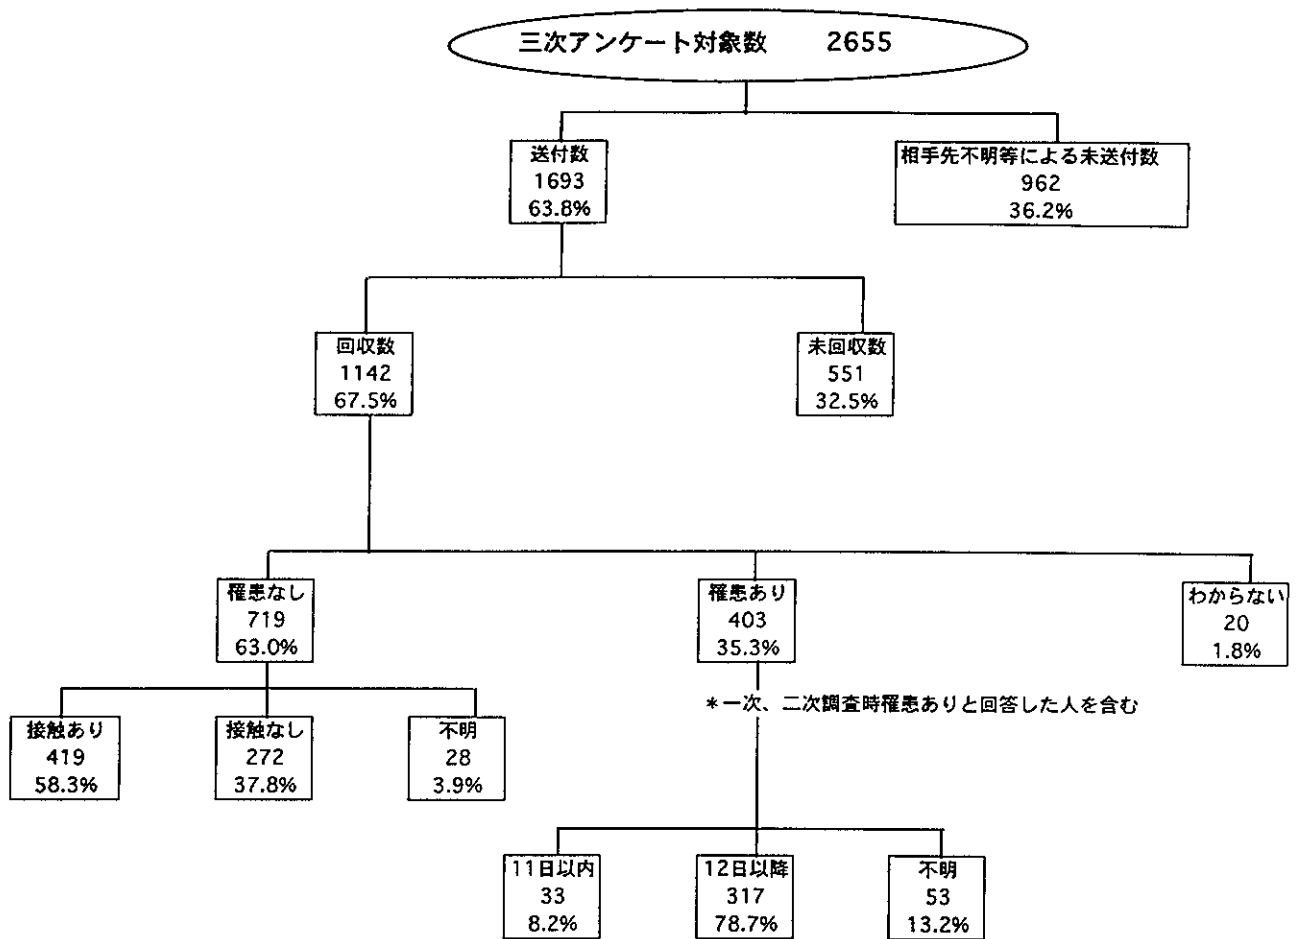 三次アンケート対象数 2655
送付数
1693
63.8%
相手先不明等による未送付数
962
36.2%
回収数
1142
67.5%
未回収数
551
32.5%
罹患なし
719
63.0%
罹患あり
403
35.3%
わからない
20
1.8%
*一次、二次調査時罹患ありと回答した人を含む
接触あり
419
58.3%
接触なし
272
37.8%
不明
28
3.9%
11日以内
33
8.2%
12日以降
317
78.7%
不明
53
13.2%